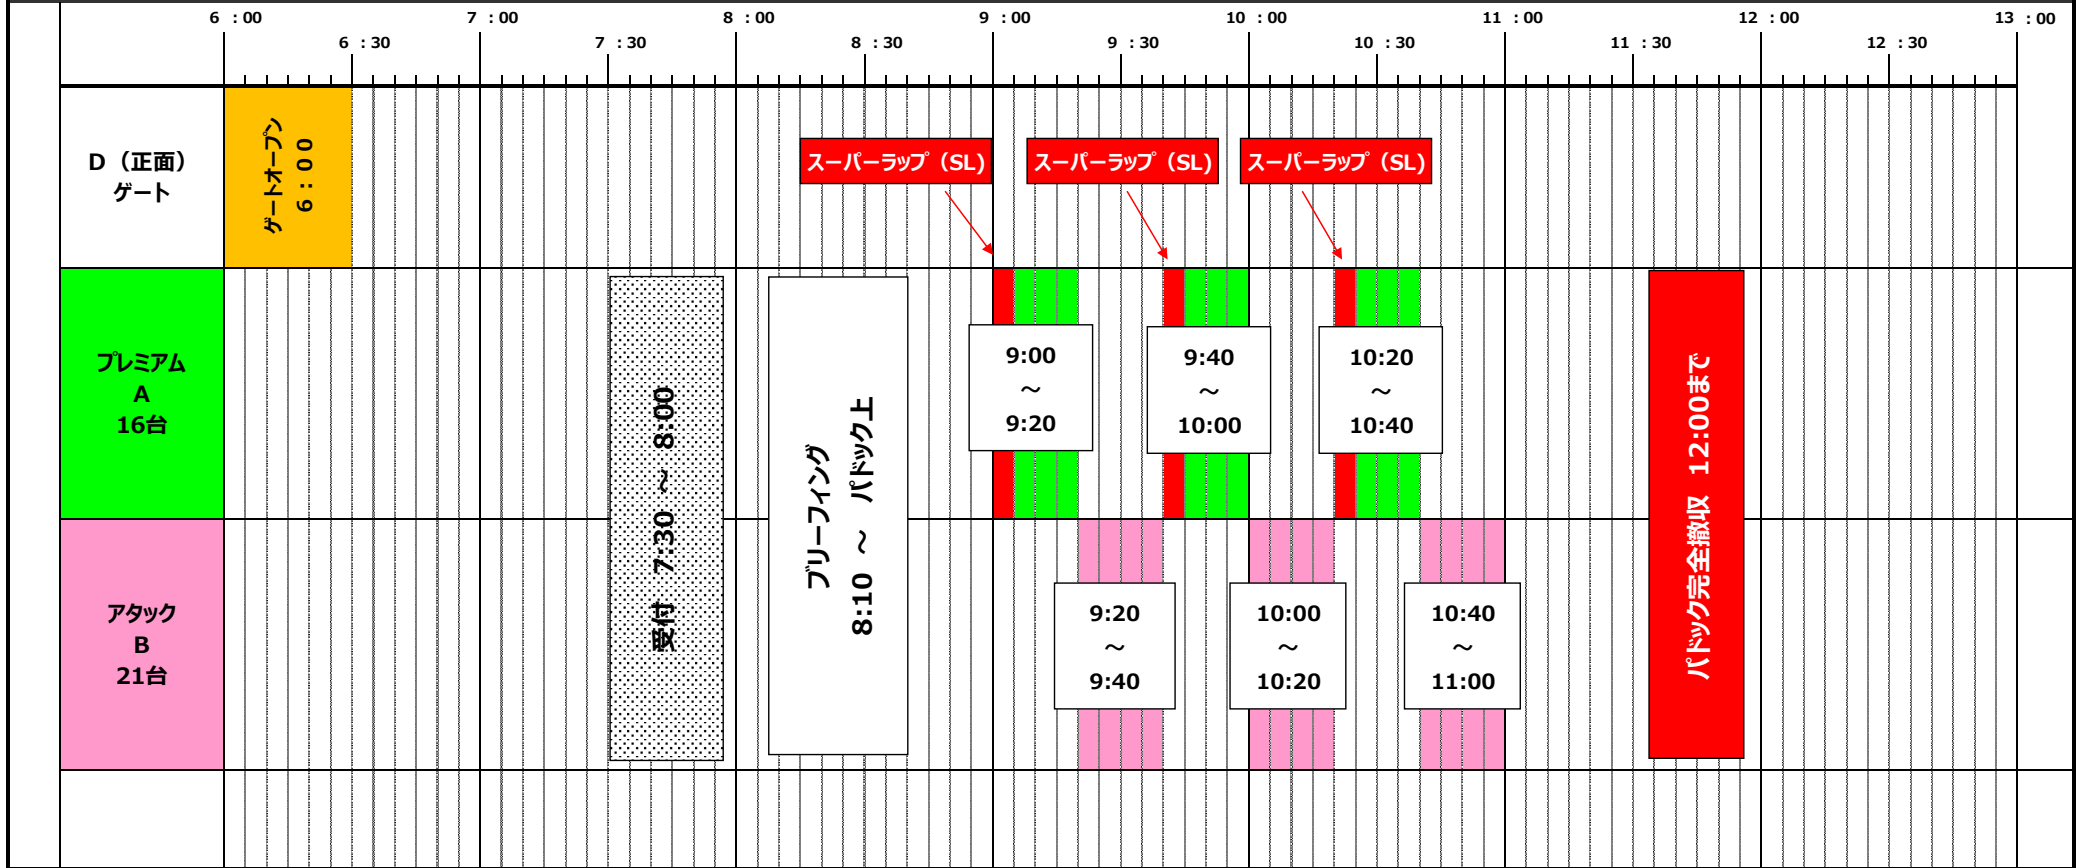 6 ：00
7 ：00
8 ：00
9 ：00
10 ：00
11 ：00
12 ：00
13 ：00
6 ：30
7 ：30
8 ：30
9 ：30
10 ：30
11 ：30
12 ：30
D（正面）
ゲート
ゲートオープン
6：00
スーパーラップ（SL）
スーパーラップ（SL）
スーパーラップ（SL）
プレミアム
A
16台
受付 7:30 ～ 8:00
ブリーフィング
8:10 ～ パドック上
9:00
～
9:20
9:40
～
10:00
10:20
～
10:40
パドック完全撤収 12:00まで
アタック
B
21台
9:20
～
9:40
10:00
～
10:20
10:40
～
11:00